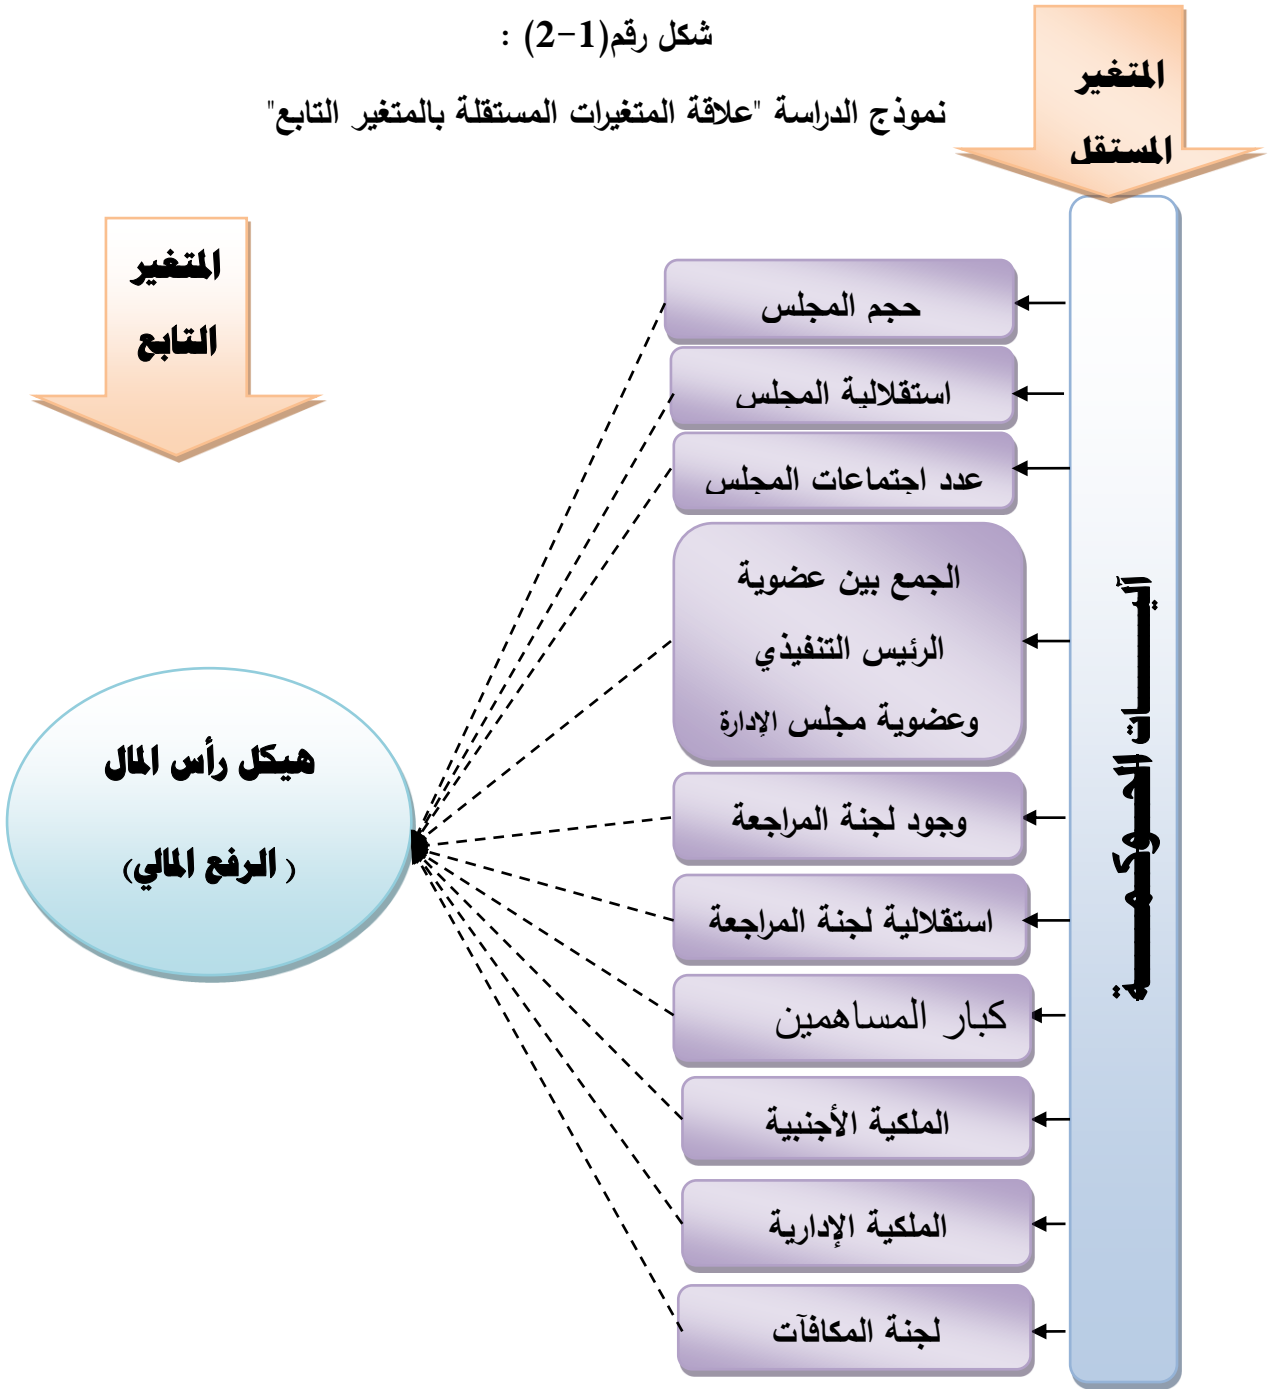 شكل رقم(1-2) :
نموذج الدراسة "علاقة المتغيرات المستقلة بالمتغير التابع"
المتغير
المستقل
المتغير
التابع
آليـــــــات الحـــوكمـــــة
حجم المجلس
استقلالية المجلس
عدد اجتماعات المجلس
الجمع بين عضوية
الرئيس التنفيذي
وعضوية مجلس الإدارة
وجود لجنة المراجعة
استقلالية لجنة المراجعة
كبار المساهمين
الملكية الأجنبية
الملكية الإدارية
لجنة المكافآت
هيكل رأس المال
( الرفع المالي)